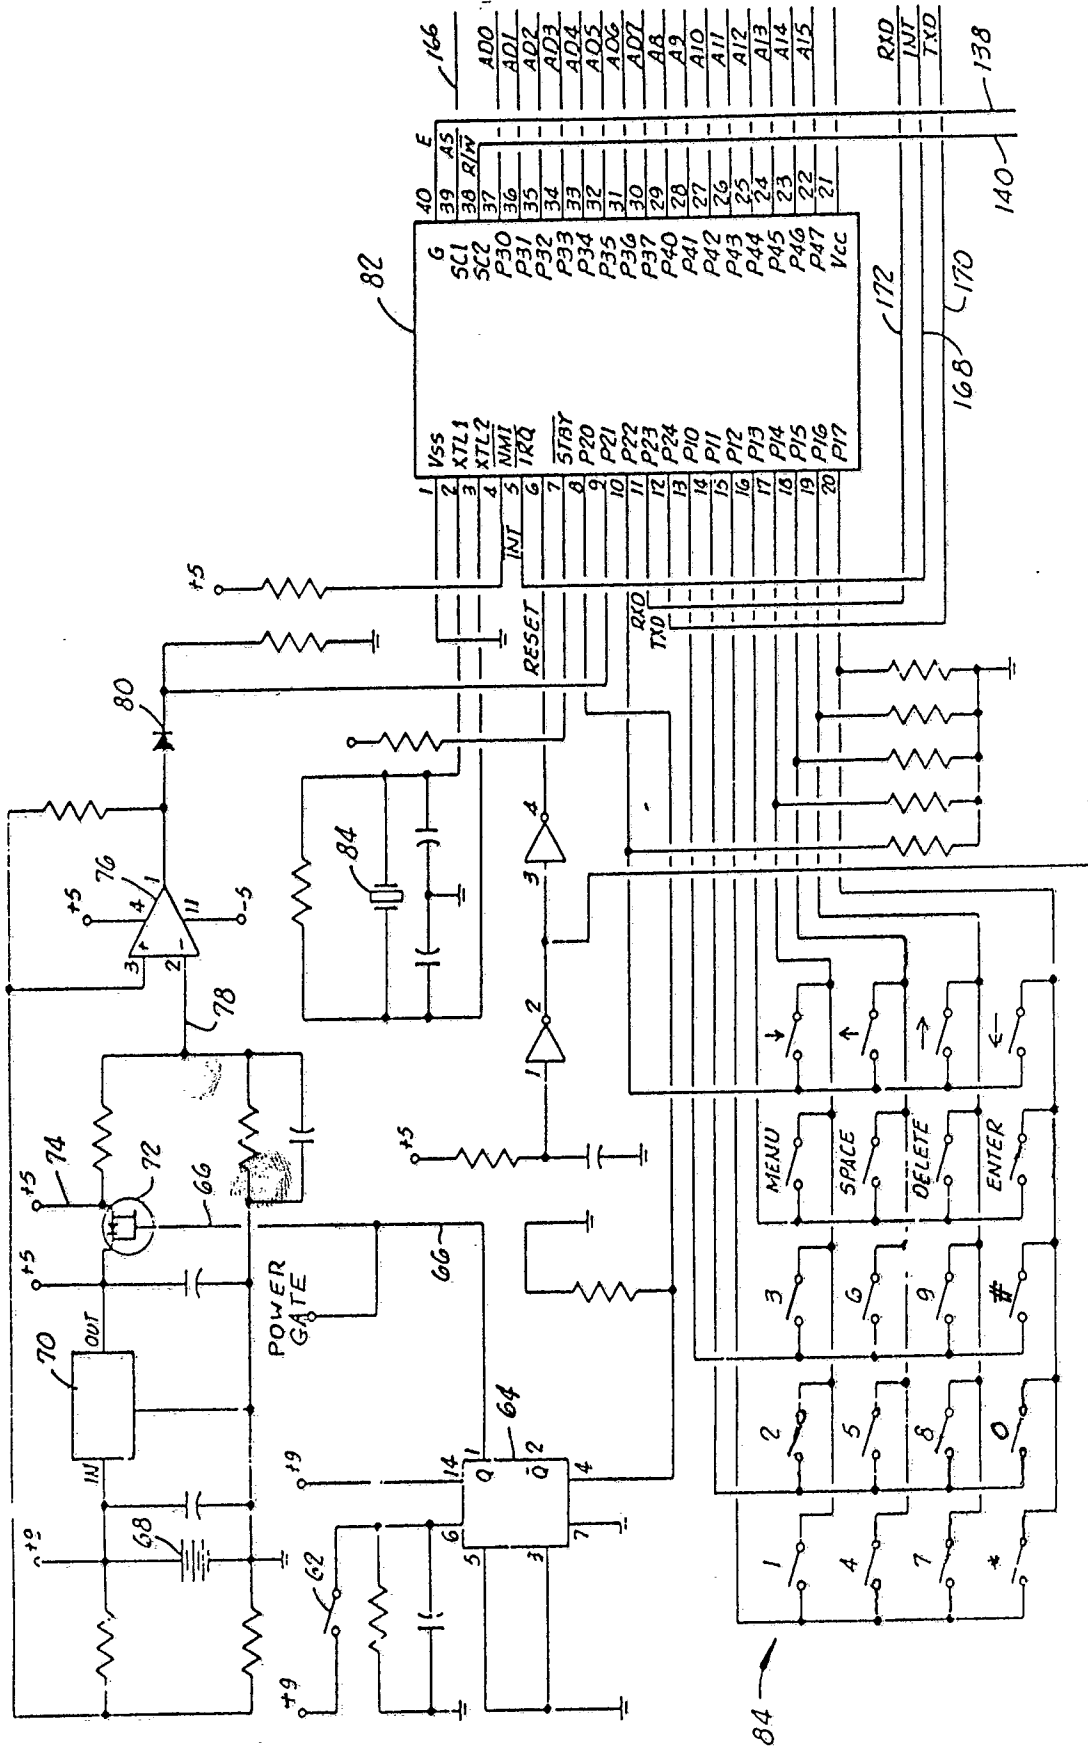 +5
76
4
3
+
2
-
1
11
-5
80
78
+5
74
72
+5
70
IN
OUT
+9
68
66
66
POWER
GATE
+5
84
+9
62
+9
64
14
Q
1
6
5
3
7
Q̅
2
4
+5
1
2
3
4
RESET
INT
RXD
TXD
82
1
2
3
4
5
6
7
8
9
10
11
12
13
14
15
16
17
18
19
20
Vss
XTL1
XTL2
NMI
IRQ
STBY
P20
P21
P22
P23
P24
P10
P11
P12
P13
P14
P15
P16
P17
G
SC1
SC2
P30
P31
P32
P33
P34
P35
P36
P37
P40
P41
P42
P43
P44
P45
P46
P47
Vcc
40
39
38
37
36
35
34
33
32
31
30
29
28
27
26
25
24
23
22
21
E
AS
R/W̅
166
AD0
AD1
AD2
AD3
AD4
AD5
AD6
AD7
A8
A9
A10
A11
A12
A13
A14
A15
RXD
INT
TXD
138
140
172
168
170
84
1
2
3
MENU
↓
4
5
6
SPACE
↑
7
8
9
DELETE
→
*
0
#
ENTER
←